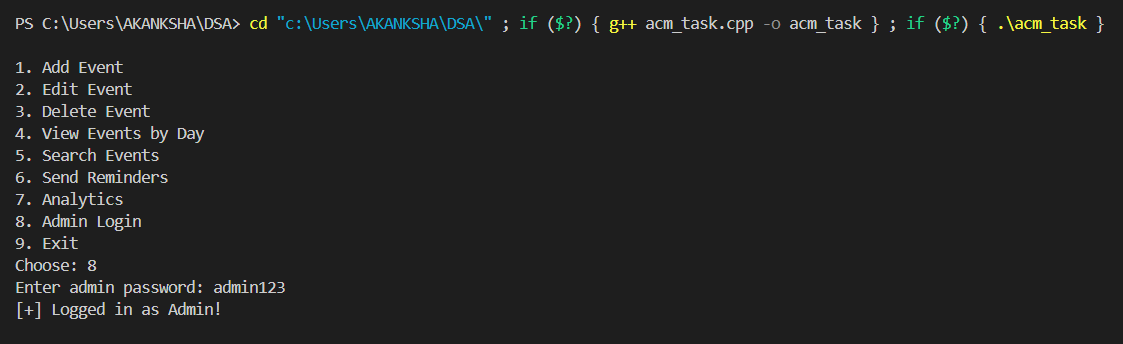 PS C:\Users\AKANKSHA\DSA> cd "c:\Users\AKANKSHA\DSA\" ; if ($?) { g++ acm_task.cpp -o acm_task } ; if ($?) { .\acm_task }
1. Add Event
2. Edit Event
3. Delete Event
4. View Events by Day
5. Search Events
6. Send Reminders
7. Analytics
8. Admin Login
9. Exit
Choose: 8
Enter admin password: admin123
[+] Logged in as Admin!